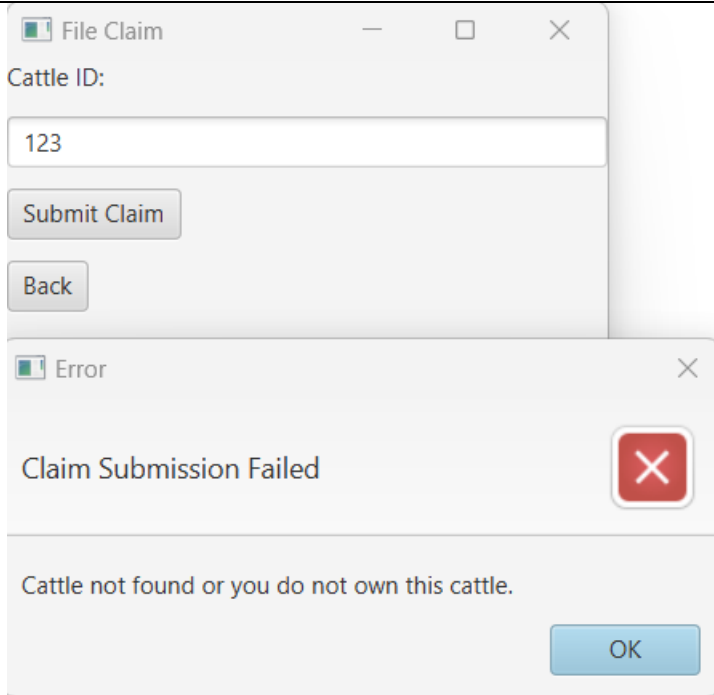 File Claim
Cattle ID:
123
Submit Claim
Back
Error
Claim Submission Failed
Cattle not found or you do not own this cattle.
OK